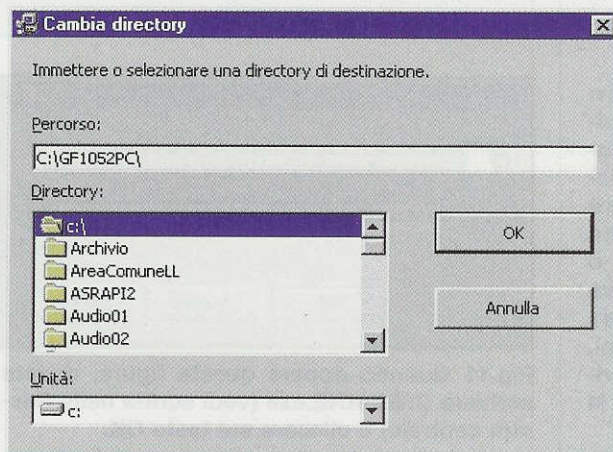 Cambia directory
Immettere o selezionare una directory di destinazione.
Percorso:
C:\GF1052PC\
Directory:
c:\
Archivio
AreaComuneLL
ASRAPI2
Audio01
Audio02
OK
Annulla
Unità:
c: